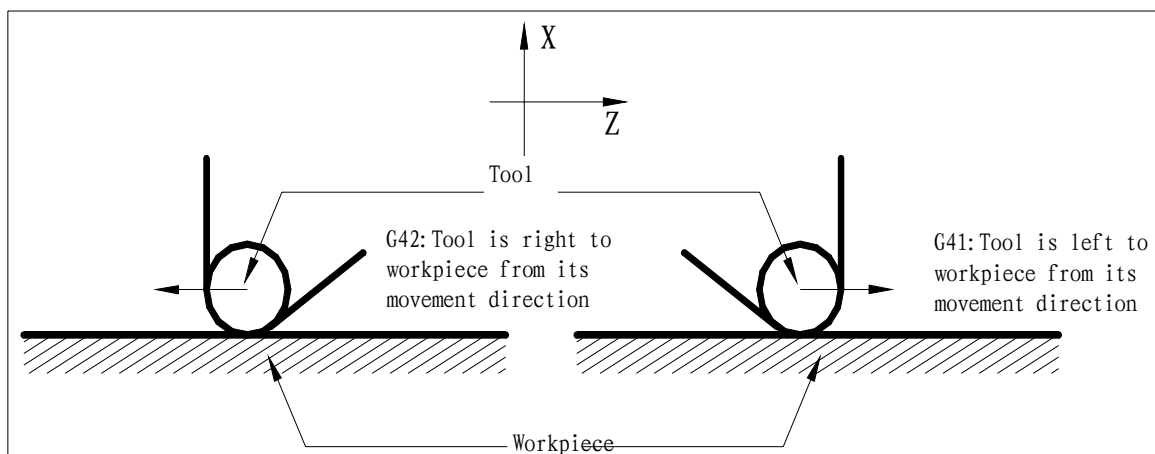 X
Z
Tool
G42:Tool is right to
workpiece from its
movement direction
G41:Tool is left to
workpiece from its
movement direction
Workpiece